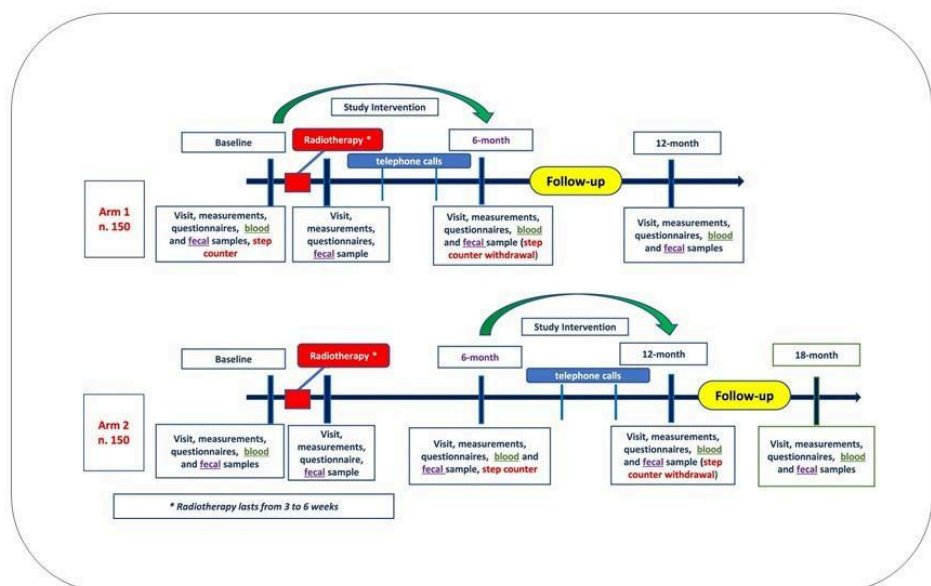 Study Intervention
Baseline
Radiotherapy *
6-month
12-month
telephone calls
Follow-up
Arm 1
n. 150
Visit, measurements,
questionnaires, blood
and fecal samples, step
counter
Visit,
measurements,
questionnaires,
fecal sample
Visit, measurements,
questionnaires, blood
and fecal sample (step
counter withdrawal)
Visit, measurements,
questionnaires, blood
and fecal samples
Study Intervention
Baseline
Radiotherapy *
6-month
12-month
18-month
telephone calls
Follow-up
Arm 2
n. 150
Visit, measurements,
questionnaires, blood
and fecal samples
Visit,
measurements,
questionnaire,
fecal sample
Visit, measurements,
questionnaires, blood and
fecal sample, step counter
Visit, measurements,
questionnaires, blood
and fecal sample (step
counter withdrawal)
Visit, measurements,
questionnaires, blood
and fecal samples
* Radiotherapy lasts from 3 to 6 weeks